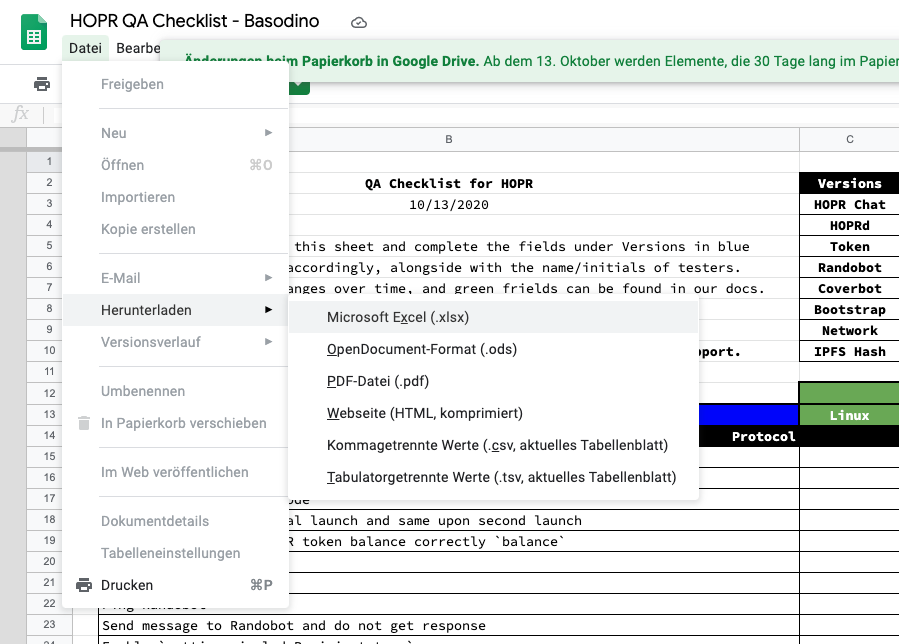 HOPR QA Checklist - Basodino
Datei Bearbe
Änderungen beim Papierkorb in Google Drive. Ab dem 13. Oktober werden Elemente, die 30 Tage lang im Papier
fx
Freigeben
Neu
Öffnen ⌘O
Importieren
Kopie erstellen
E-Mail
Herunterladen
Versionsverlauf
Umbenennen
In Papierkorb verschieben
Im Web veröffentlichen
Dokumentdetails
Tabelleneinstellungen
Drucken ⌘P
Microsoft Excel (.xlsx)
OpenDocument-Format (.ods)
PDF-Datei (.pdf)
Webseite (HTML, komprimiert)
Kommagetrennte Werte (.csv, aktuelles Tabellenblatt)
Tabulatorgetrennte Werte (.tsv, aktuelles Tabellenblatt)
B C
1
2 QA Checklist for HOPR Versions
3 10/13/2020 HOPR Chat
4 HOPRd
5 this sheet and complete the fields under Versions in blue Token
6 accordingly, alongside with the name/initials of testers. Randobot
7 anges over time, and green frields can be found in our docs. Coverbot
8 Bootstrap
9 Network
10 pport. IPFS Hash
11
12
13 Linux
14 Protocol
15
16
17 ode
18 al launch and same upon second launch
19 R token balance correctly `balance`
20
21
22
23 Send message to Randobot and do not get response